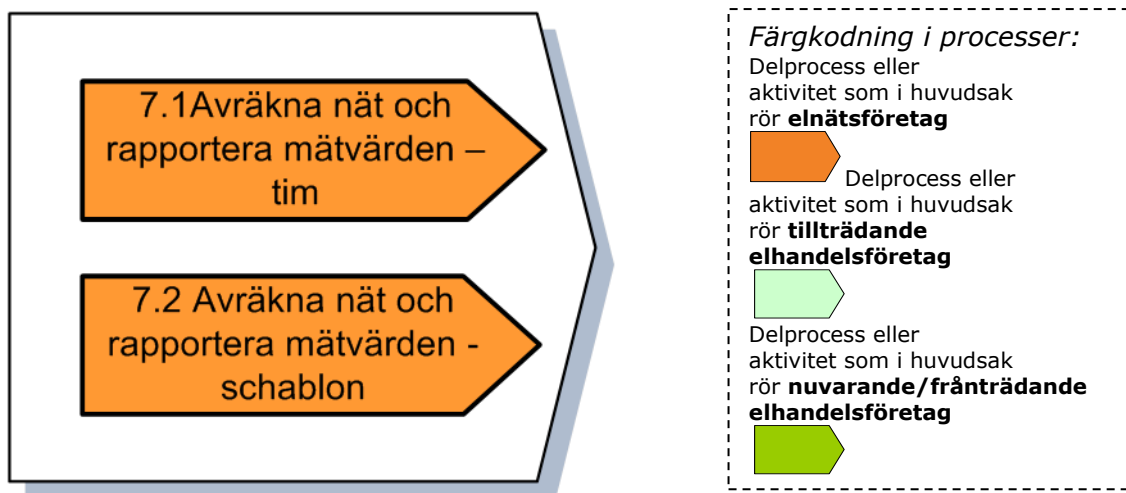 7.1Avräkna nät och
rapportera mätvärden –
tim
7.2 Avräkna nät och
rapportera mätvärden -
schablon
Färgkodning i processer:
Delprocess eller
aktivitet som i huvudsak
rör elnätsföretag
Delprocess eller
aktivitet som i huvudsak
rör tillträdande
elhandelsföretag
Delprocess eller
aktivitet som i huvudsak
rör nuvarande/frånträdande
elhandelsföretag